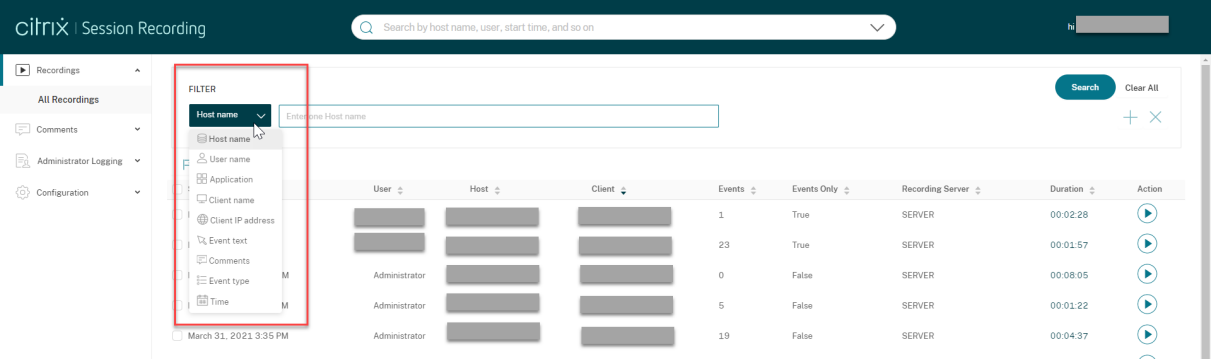 citrix | Session Recording
Search by host name, user, start time, and so on
hi
Recordings
All Recordings
Comments
Administrator Logging
Configuration
FILTER
Search
Clear All
Host name
Enter one Host name
Host name
User name
Application
Client name
Client IP address
Event text
Comments
Event type
Time
User
Host
Client
Events
Events Only
Recording Server
Duration
Action
1
True
SERVER
00:02:28
23
True
SERVER
00:01:57
M
Administrator
0
False
SERVER
00:08:05
M
Administrator
5
False
SERVER
00:01:22
March 31, 2021 3:35 PM
Administrator
19
False
SERVER
00:04:37